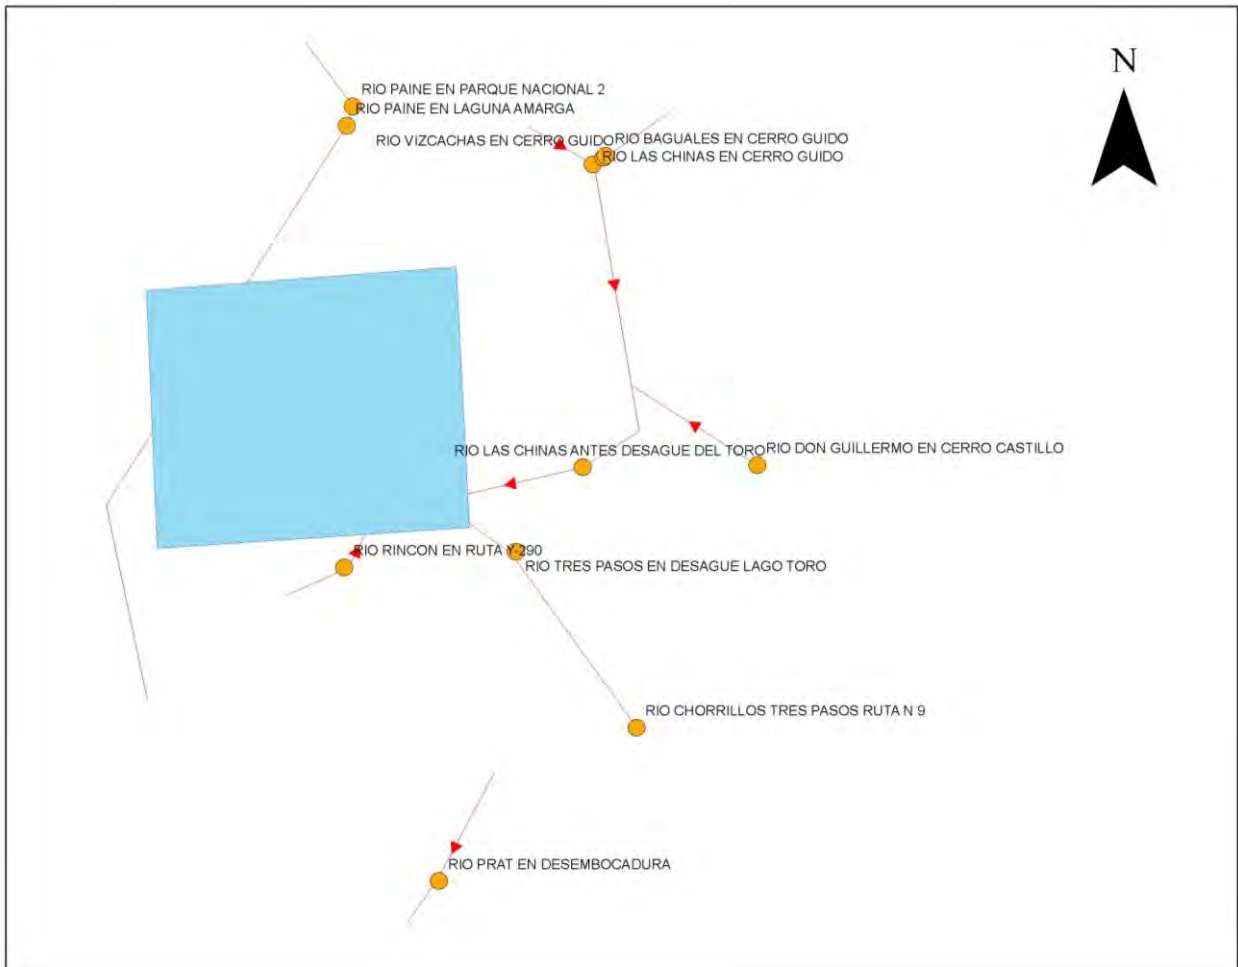 N
RIO PAINE EN PARQUE NACIONAL 2
RIO PAINE EN LAGUNA AMARGA
RIO VIZCACHAS EN CERRO GUIDO
RIO BAGUALES EN CERRO GUIDO
RIO LAS CHINAS EN CERRO GUIDO
RIO LAS CHINAS ANTES DESAGUE DEL TORO
RIO DON GUILLERMO EN CERRO CASTILLO
RIO RINCON EN RUTA Y-290
RIO TRES PASOS EN DESAGUE LAGO TORO
RIO CHORRILLOS TRES PASOS RUTA N 9
RIO PRAT EN DESEMBOCADURA